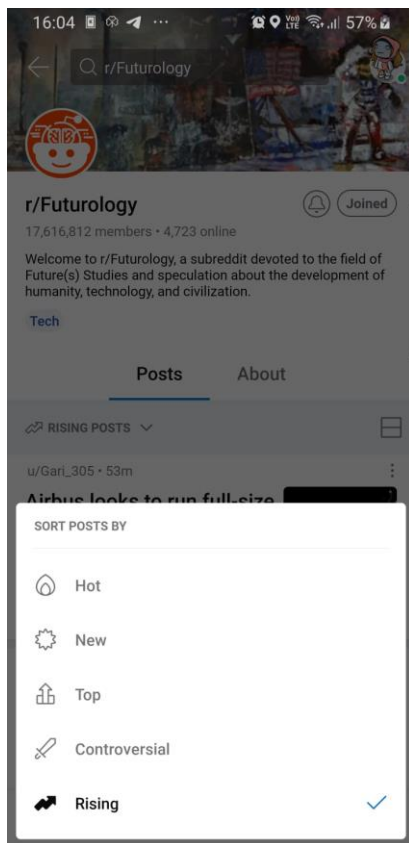 16:04 ... Vo)) LTE 57%
r/Futurology
r/Futurology
Joined
17,616,812 members • 4,723 online
Welcome to r/Futurology, a subreddit devoted to the field of
Future(s) Studies and speculation about the development of
humanity, technology, and civilization.
Tech
Posts About
RISING POSTS
u/Gari_305 • 53m
Airbus looks to run full-size
SORT POSTS BY
Hot
New
Top
Controversial
Rising